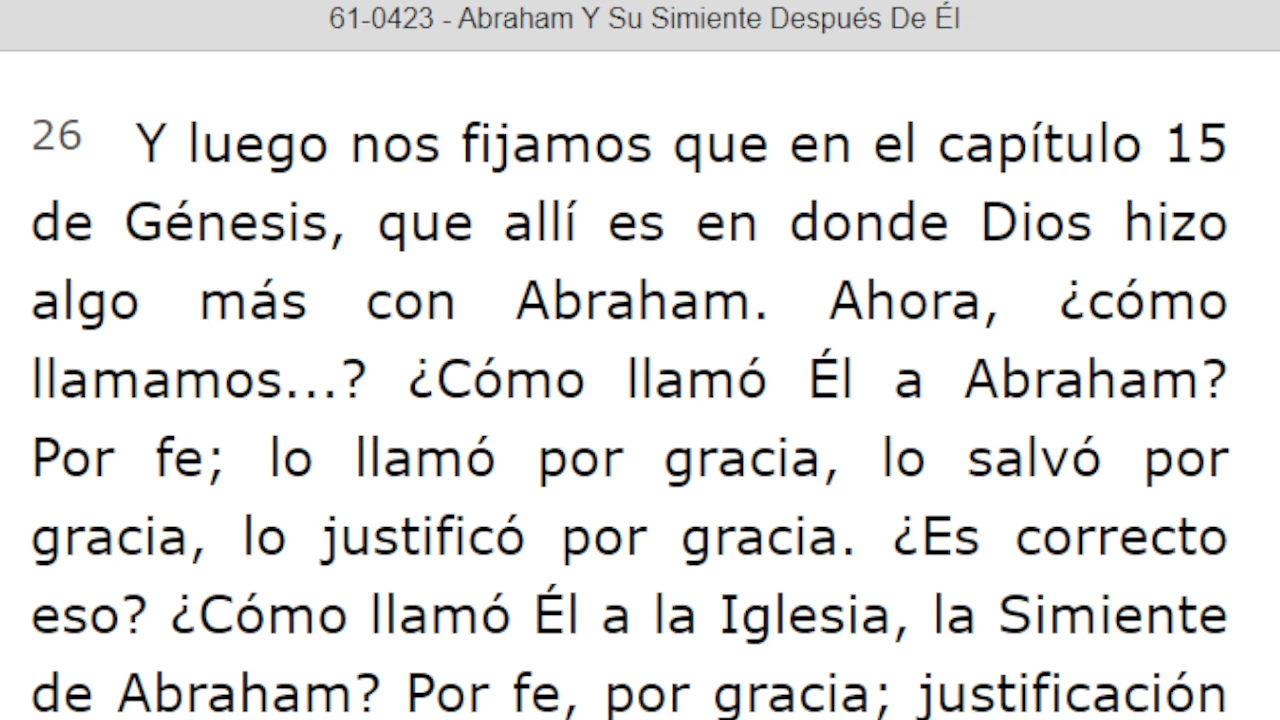 61-0423 - Abraham Y Su Simiente Después De Él
26 Y luego nos fijamos que en el capítulo 15
de Génesis, que allí es en donde Dios hizo
algo más con Abraham. Ahora, ¿cómo
llamamos...? ¿Cómo llamó Él a Abraham?
Por fe; lo llamó por gracia, lo salvó por
gracia, lo justificó por gracia. ¿Es correcto
eso? ¿Cómo llamó Él a la Iglesia, la Simiente
de Abraham? Por fe, por gracia; justificación